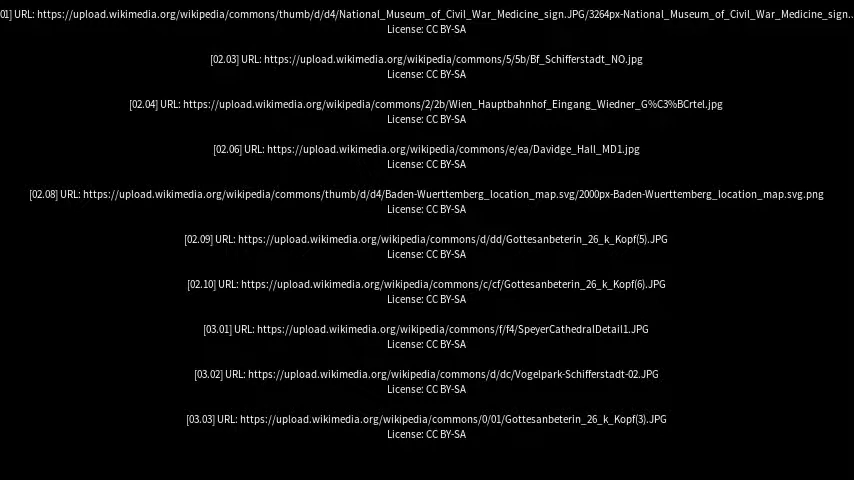 01] URL: https://upload.wikimedia.org/wikipedia/commons/thumb/d/d4/National_Museum_of_Civil_War_Medicine_sign.JPG/3264px-National_Museum_of_Civil_War_Medicine_sign..
License: CC BY-SA
[02.03] URL: https://upload.wikimedia.org/wikipedia/commons/5/5b/Bf_Schifferstadt_NO.jpg
License: CC BY-SA
[02.04] URL: https://upload.wikimedia.org/wikipedia/commons/2/2b/Wien_Hauptbahnhof_Eingang_Wiedner_G%C3%BCrtel.jpg
License: CC BY-SA
[02.06] URL: https://upload.wikimedia.org/wikipedia/commons/e/ea/Davidge_Hall_MD1.jpg
License: CC BY-SA
[02.08] URL: https://upload.wikimedia.org/wikipedia/commons/thumb/d/d4/Baden-Wuerttemberg_location_map.svg/2000px-Baden-Wuerttemberg_location_map.svg.png
License: CC BY-SA
[02.09] URL: https://upload.wikimedia.org/wikipedia/commons/d/dd/Gottesanbeterin_26_k_Kopf(5).JPG
License: CC BY-SA
[02.10] URL: https://upload.wikimedia.org/wikipedia/commons/c/cf/Gottesanbeterin_26_k_Kopf(6).JPG
License: CC BY-SA
[03.01] URL: https://upload.wikimedia.org/wikipedia/commons/f/f4/SpeyerCathedralDetail1.JPG
License: CC BY-SA
[03.02] URL: https://upload.wikimedia.org/wikipedia/commons/d/dc/Vogelpark-Schifferstadt-02.JPG
License: CC BY-SA
[03.03] URL: https://upload.wikimedia.org/wikipedia/commons/0/01/Gottesanbeterin_26_k_Kopf(3).JPG
License: CC BY-SA